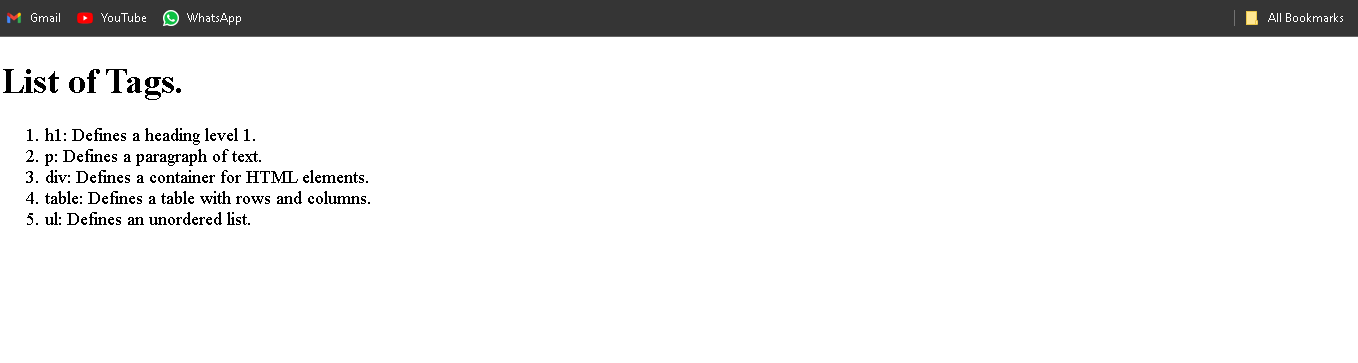 Gmail YouTube WhatsApp All Bookmarks
List of Tags.
1. h1: Defines a heading level 1.
2. p: Defines a paragraph of text.
3. div: Defines a container for HTML elements.
4. table: Defines a table with rows and columns.
5. ul: Defines an unordered list.